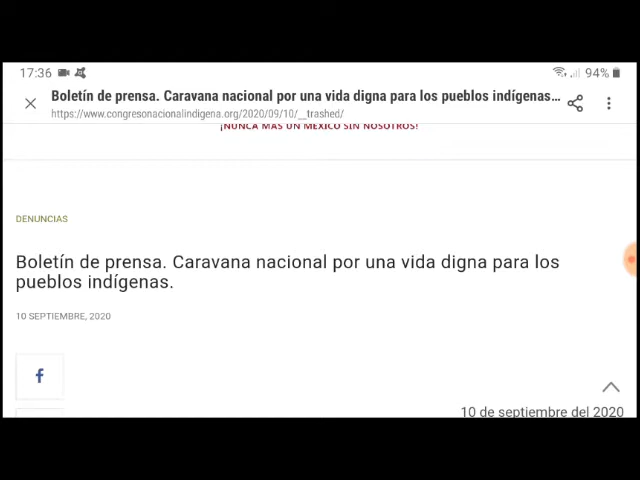 17:36
94%
Boletín de prensa. Caravana nacional por una vida digna para los pueblos indígenas...
https://www.congresonacionalindigena.org/2020/09/10/__trashed/
¡NUNCA MAS UN MEXICO SIN NOSOTROS!
DENUNCIAS
Boletín de prensa. Caravana nacional por una vida digna para los
pueblos indígenas.
10 SEPTIEMBRE, 2020
f
10 de septiembre del 2020